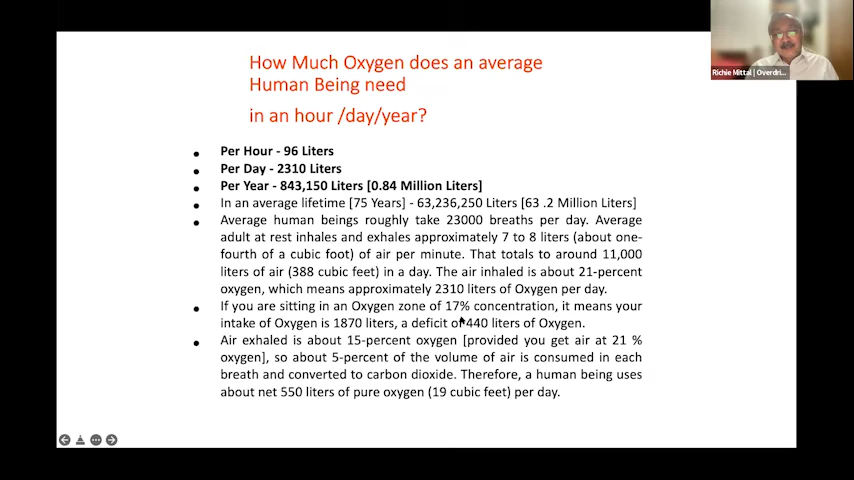 How Much Oxygen does an average
Human Being need
in an hour /day/year?
Richie Mittal | Overdri...
Per Hour - 96 Liters
Per Day - 2310 Liters
Per Year - 843,150 Liters [0.84 Million Liters]
In an average lifetime [75 Years] - 63,236,250 Liters [63 .2 Million Liters]
Average human beings roughly take 23000 breaths per day. Average
adult at rest inhales and exhales approximately 7 to 8 liters (about one-
fourth of a cubic foot) of air per minute. That totals to around 11,000
liters of air (388 cubic feet) in a day. The air inhaled is about 21-percent
oxygen, which means approximately 2310 liters of Oxygen per day.
If you are sitting in an Oxygen zone of 17% concentration, it means your
intake of Oxygen is 1870 liters, a deficit of 440 liters of Oxygen.
Air exhaled is about 15-percent oxygen [provided you get air at 21 %
oxygen], so about 5-percent of the volume of air is consumed in each
breath and converted to carbon dioxide. Therefore, a human being uses
about net 550 liters of pure oxygen (19 cubic feet) per day.